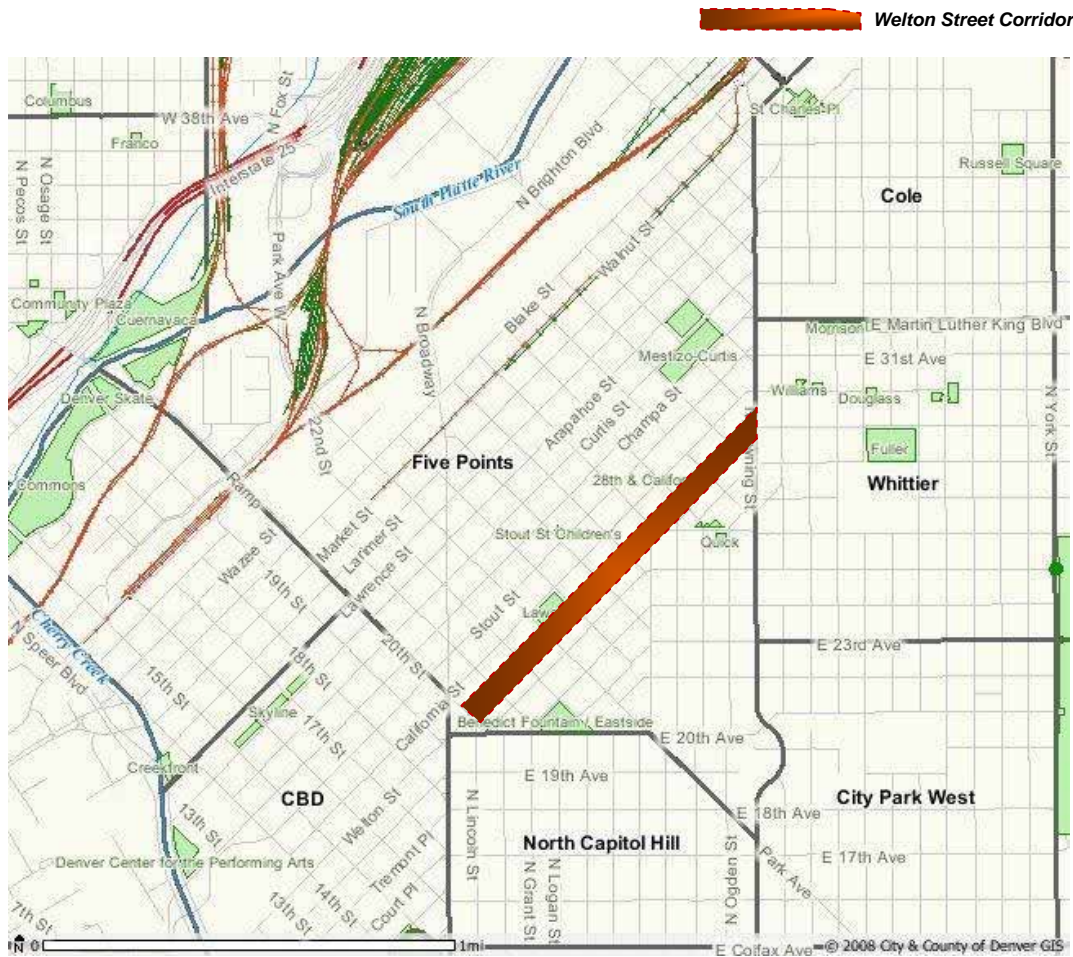 Welton Street Corridor
Columbus
W 38th Ave
N Fox St
St Charles Pl
Franco
Interstate 25
N Brighton Blvd
Russell Square
N Pecos St
N Osage St
South Platte River
Cole
Park Ave W
Walnut St
Community Plaza
Cuernavaca
Blake St
N Broadway
Morrison
E Martin Luther King Blvd
Mestizo-Curtis
E 31st Ave
Denver Skate
Arapahoe St
Curtis St
Champa St
Williams
Douglass
N York St
22nd St
Five Points
Fuller
Commons
Ramp
28th & Califor
ning St
Whittier
Market St
Larimer St
Lawrence St
Wazee St
Stout St Children's
Quick
19th St
Stout St
Law
Cherry Creek
N Speer Blvd
20th St
E 23rd Ave
15th St
18th St
Skyline
17th St
California St
Benedict Fountain / Eastside
E 20th Ave
Creekfront
E 19th Ave
CBD
City Park West
13th St
Welton St
N Lincoln St
E 18th Ave
North Capitol Hill
Tremont Pl
Denver Center for the Performing Arts
N Grant St
N Logan St
N Ogden St
Park Ave
E 17th Ave
7th St
13th St
14th St
Court Pl
N
0
1mi
E Colfax Ave
© 2008 City & County of Denver GIS